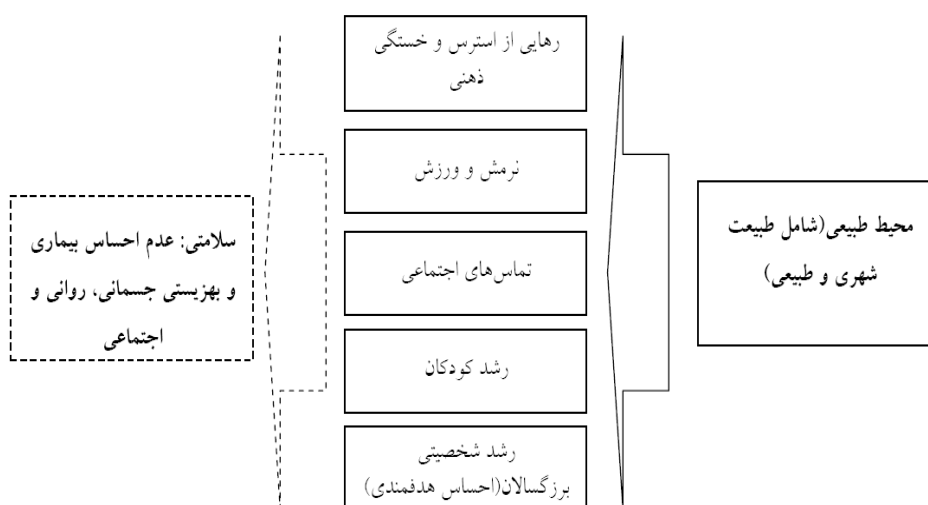 محیط طبیعی(شامل طبیعت
شهری و طبیعی)
رهایی از استرس و خستگی
ذهنی
نرمش و ورزش
تماس‌های اجتماعی
رشد کودکان
رشد شخصیتی
برزگسالان(احساس هدفمندی)
سلامتی: عدم احساس بیماری
و بهزیستی جسمانی، روانی و
اجتماعی